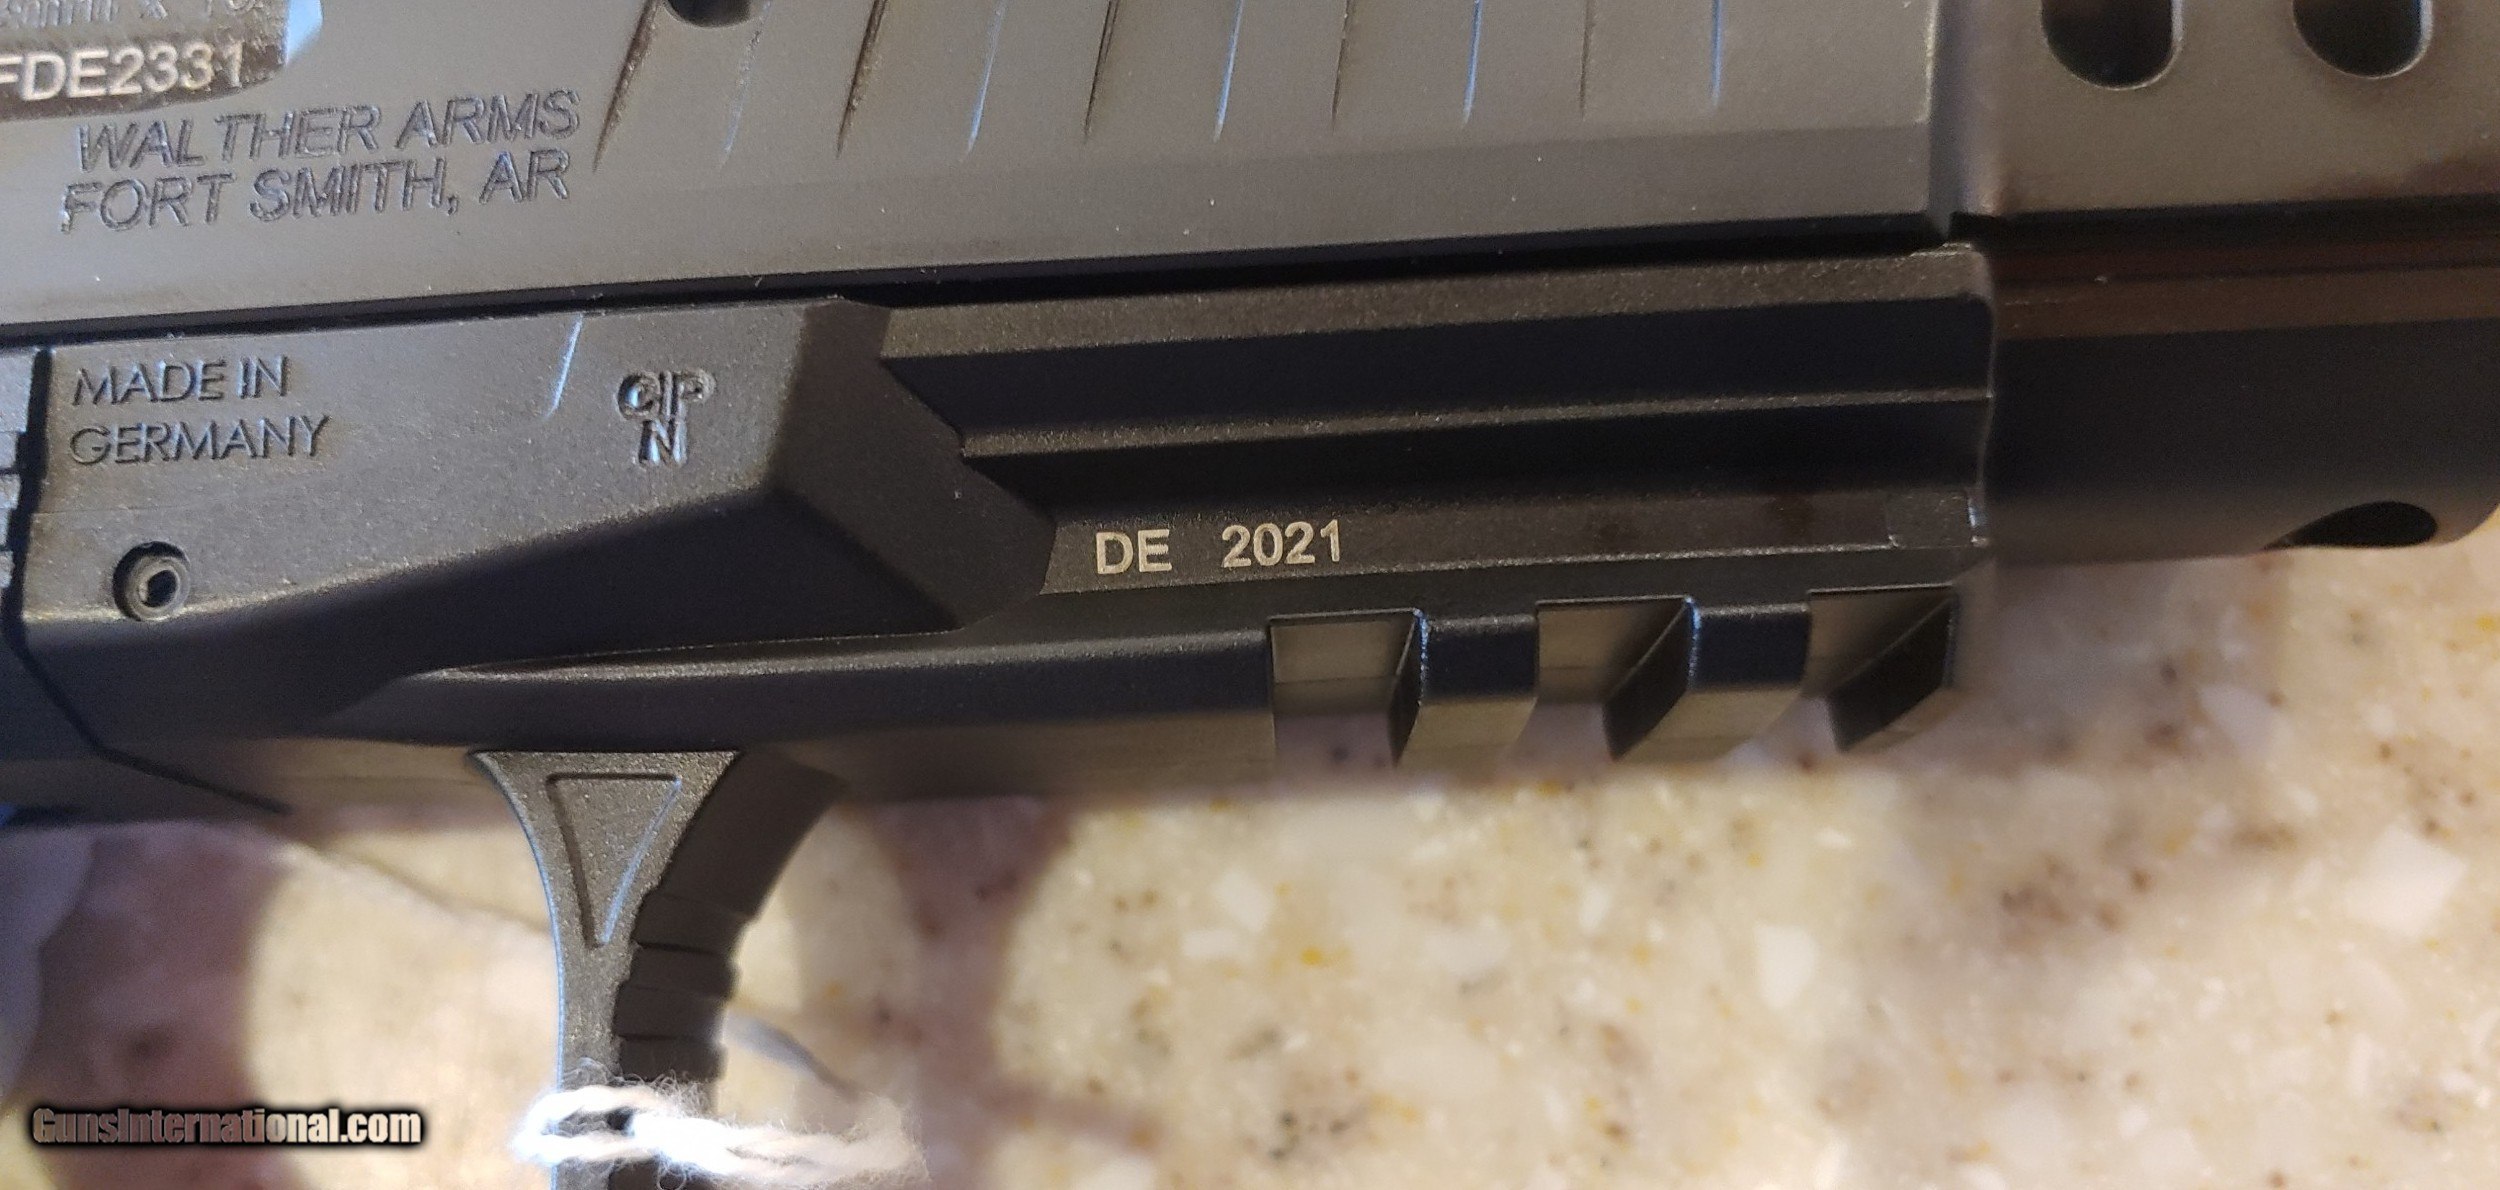 FDE2331
WALTHER ARMS
FORT SMITH, AR
MADE IN
GERMANY
CIP
N
DE 2021
GunsInternational.com